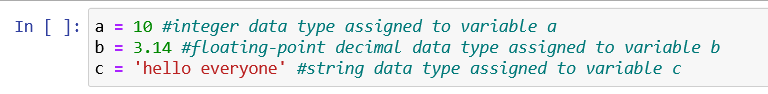 In [ ]: a = 10 #integer data type assigned to variable a
b = 3.14 #floating-point decimal data type assigned to variable b
c = 'hello everyone' #string data type assigned to variable c